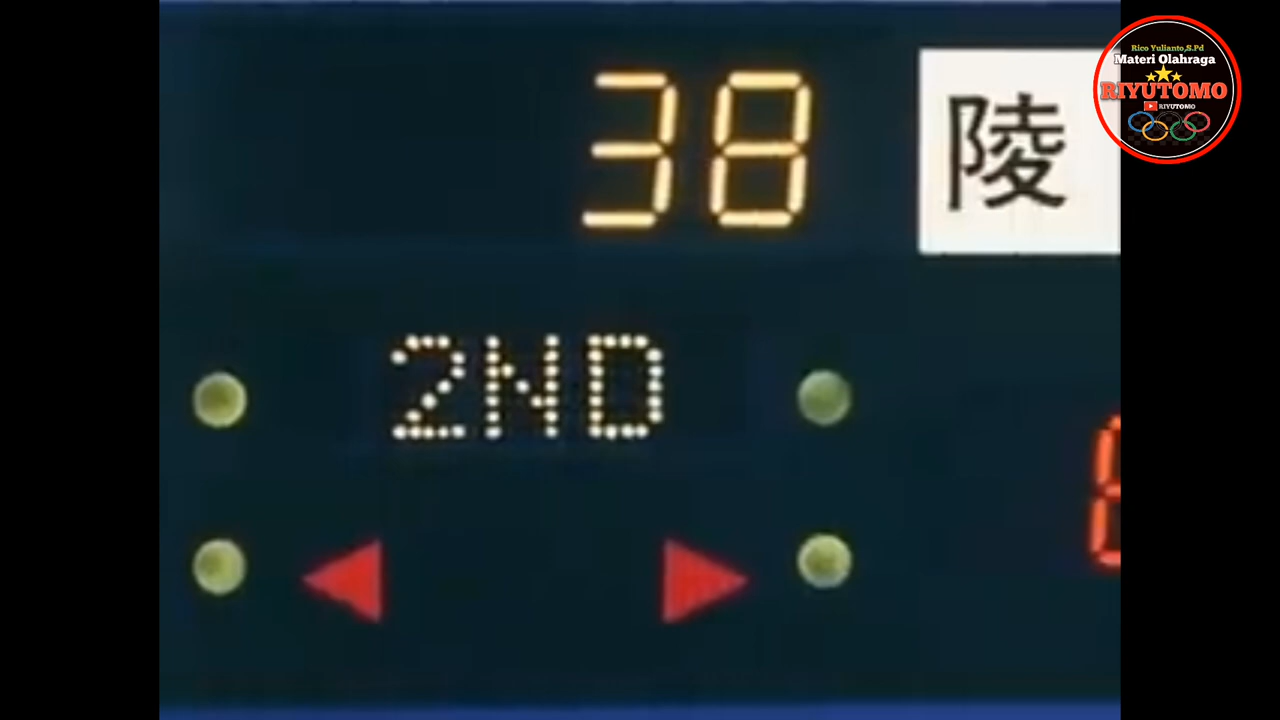 38
陵
2ND
Rico Yulianto,S.Pd
Materi Olahraga
RIYUTOMO
RIYUTOMO